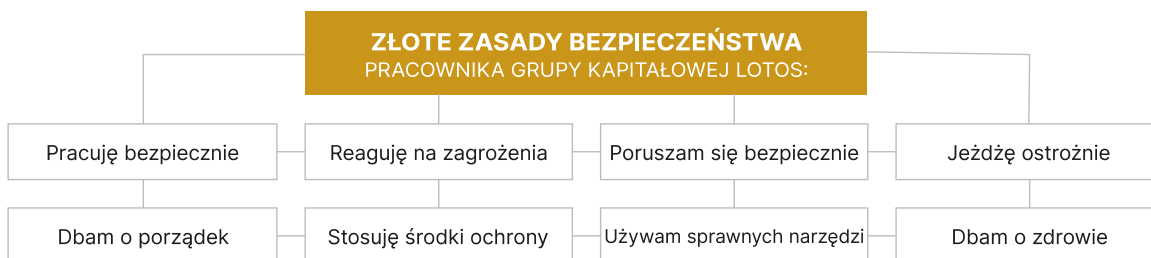 ZŁOTE ZASADY BEZPIECZEŃSTWA
PRACOWNIKA GRUPY KAPITAŁOWEJ LOTOS:
Pracuję bezpiecznie
Reaguję na zagrożenia
Poruszam się bezpiecznie
Jeżdżę ostrożnie
Dbam o porządek
Stosuję środki ochrony
Używam sprawnych narzędzi
Dbam o zdrowie